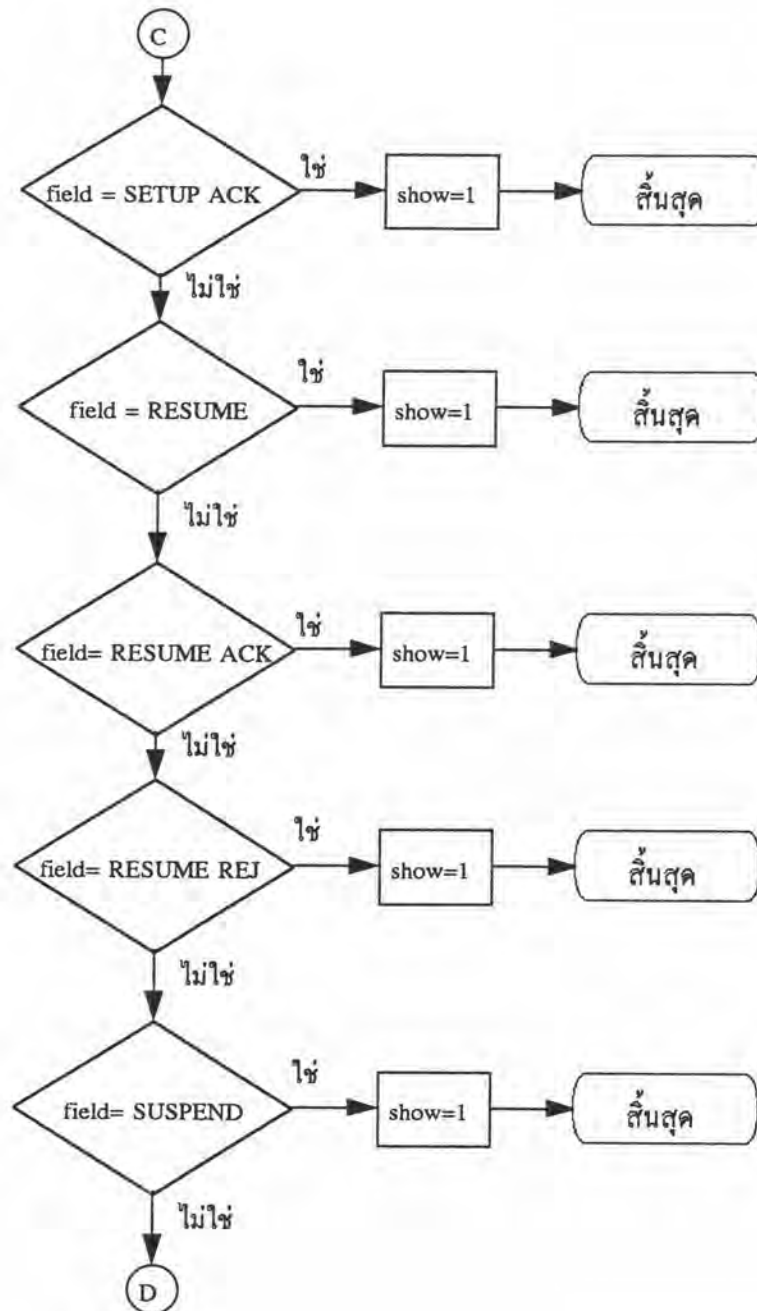 C
ใช่
field = SETUP ACK
show=1
สิ้นสุด
ไม่ใช่
ใช่
field = RESUME
show=1
สิ้นสุด
ไม่ใช่
ใช่
field= RESUME ACK
show=1
สิ้นสุด
ไม่ใช่
ใช่
field= RESUME REJ
show=1
สิ้นสุด
ไม่ใช่
ใช่
field= SUSPEND
show=1
สิ้นสุด
ไม่ใช่
D